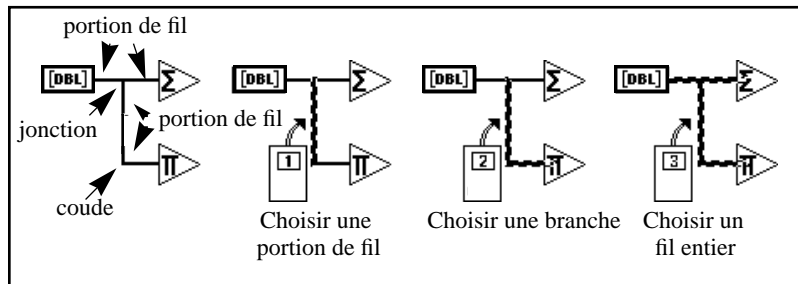 portion de fil
[DBL] Σ
jonction
portion de fil
Π
coude
[DBL] Σ
1
Π
Choisir une
portion de fil
[DBL] Σ
2
Π
Choisir une branche
[DBL] Σ
3
Π
Choisir un
fil entier